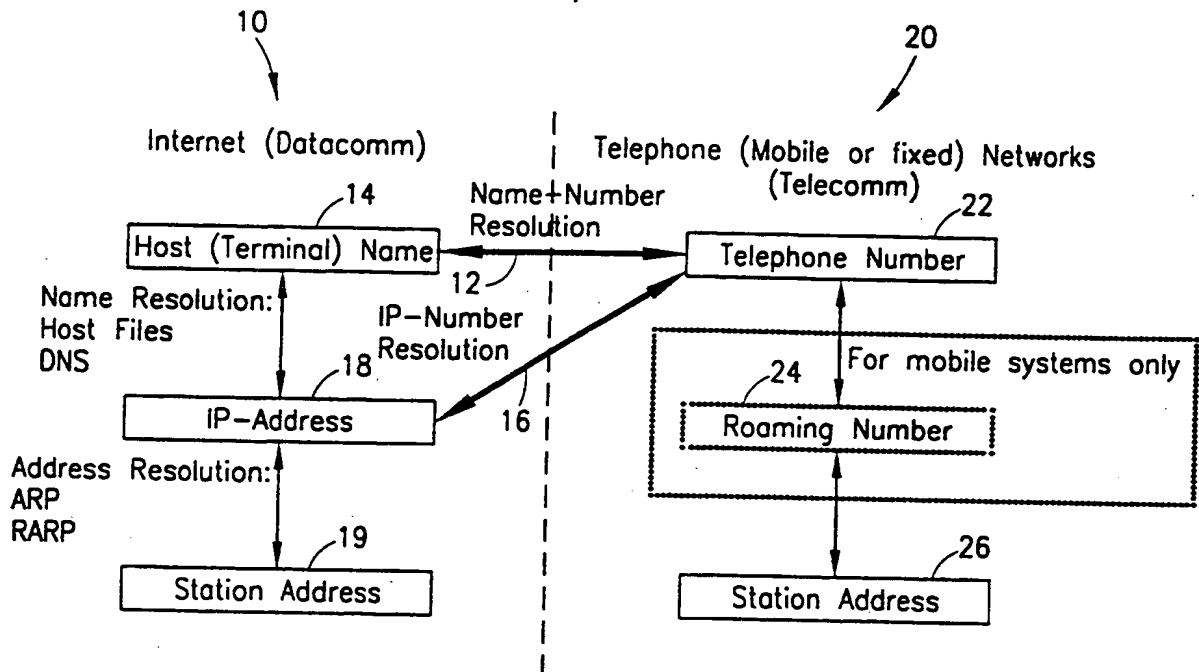 10
20
Internet (Datacomm)
Telephone (Mobile or fixed) Networks
(Telecomm)
14
Name-Number
Resolution
22
Host (Terminal) Name
Telephone Number
12
Name Resolution:
Host Files
DNS
IP-Number
Resolution
18
16
For mobile systems only
24
IP-Address
Roaming Number
Address Resolution:
ARP
RARP
19
26
Station Address
Station Address